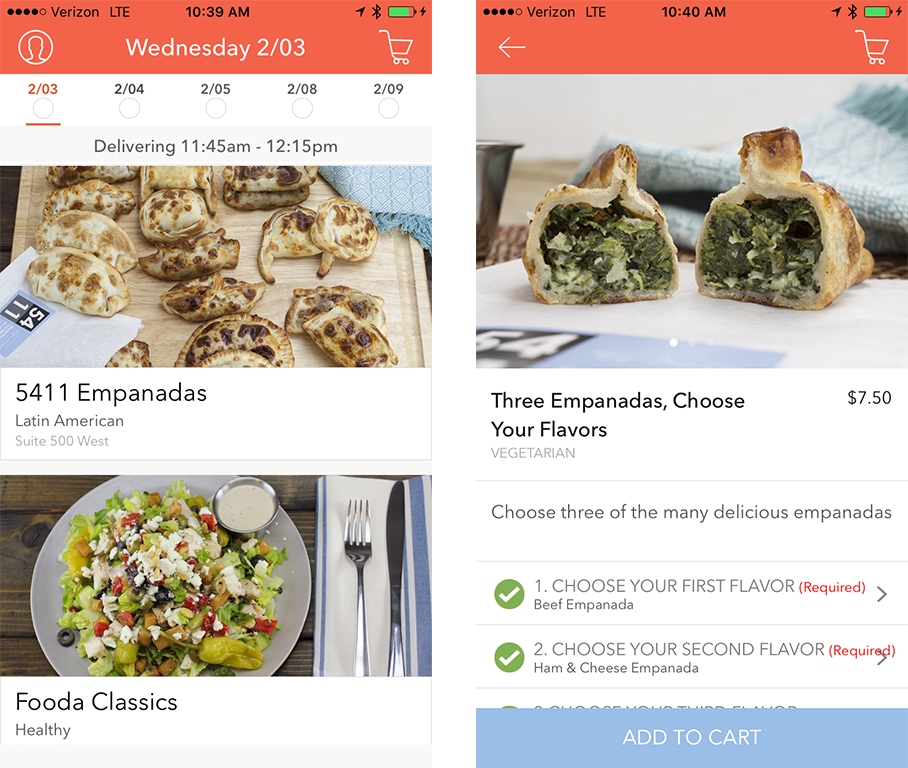 Verizon LTE 10:39 AM
Wednesday 2/03
2/03 2/04 2/05 2/08 2/09
Delivering 11:45am - 12:15pm
5411
5411 Empanadas
Latin American
Suite 500 West
Fooda Classics
Healthy
Verizon LTE 10:40 AM
54
Three Empanadas, Choose
Your Flavors
$7.50
VEGETARIAN
Choose three of the many delicious empanadas
1. CHOOSE YOUR FIRST FLAVOR (Required)
Beef Empanada
2. CHOOSE YOUR SECOND FLAVOR (Required)
Ham & Cheese Empanada
ADD TO CART